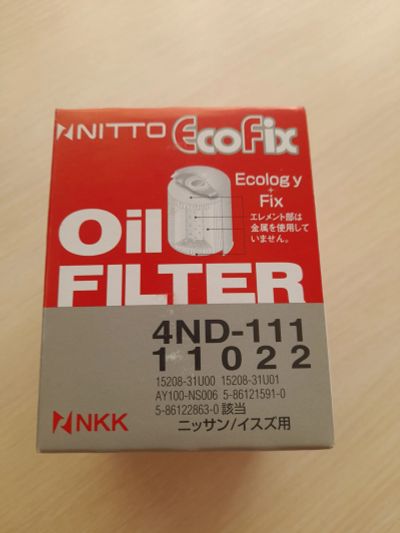 NITTO EcoFix
Ecology
+
Fix
エレメント部は
金属を使用して
いません。
Oil
FILTER
4ND-111
11022
15208-31U00 15208-31U01
AY100-NS006 5-86121591-0
5-86122863-0 該当
NKK
ニッサン/イスズ用